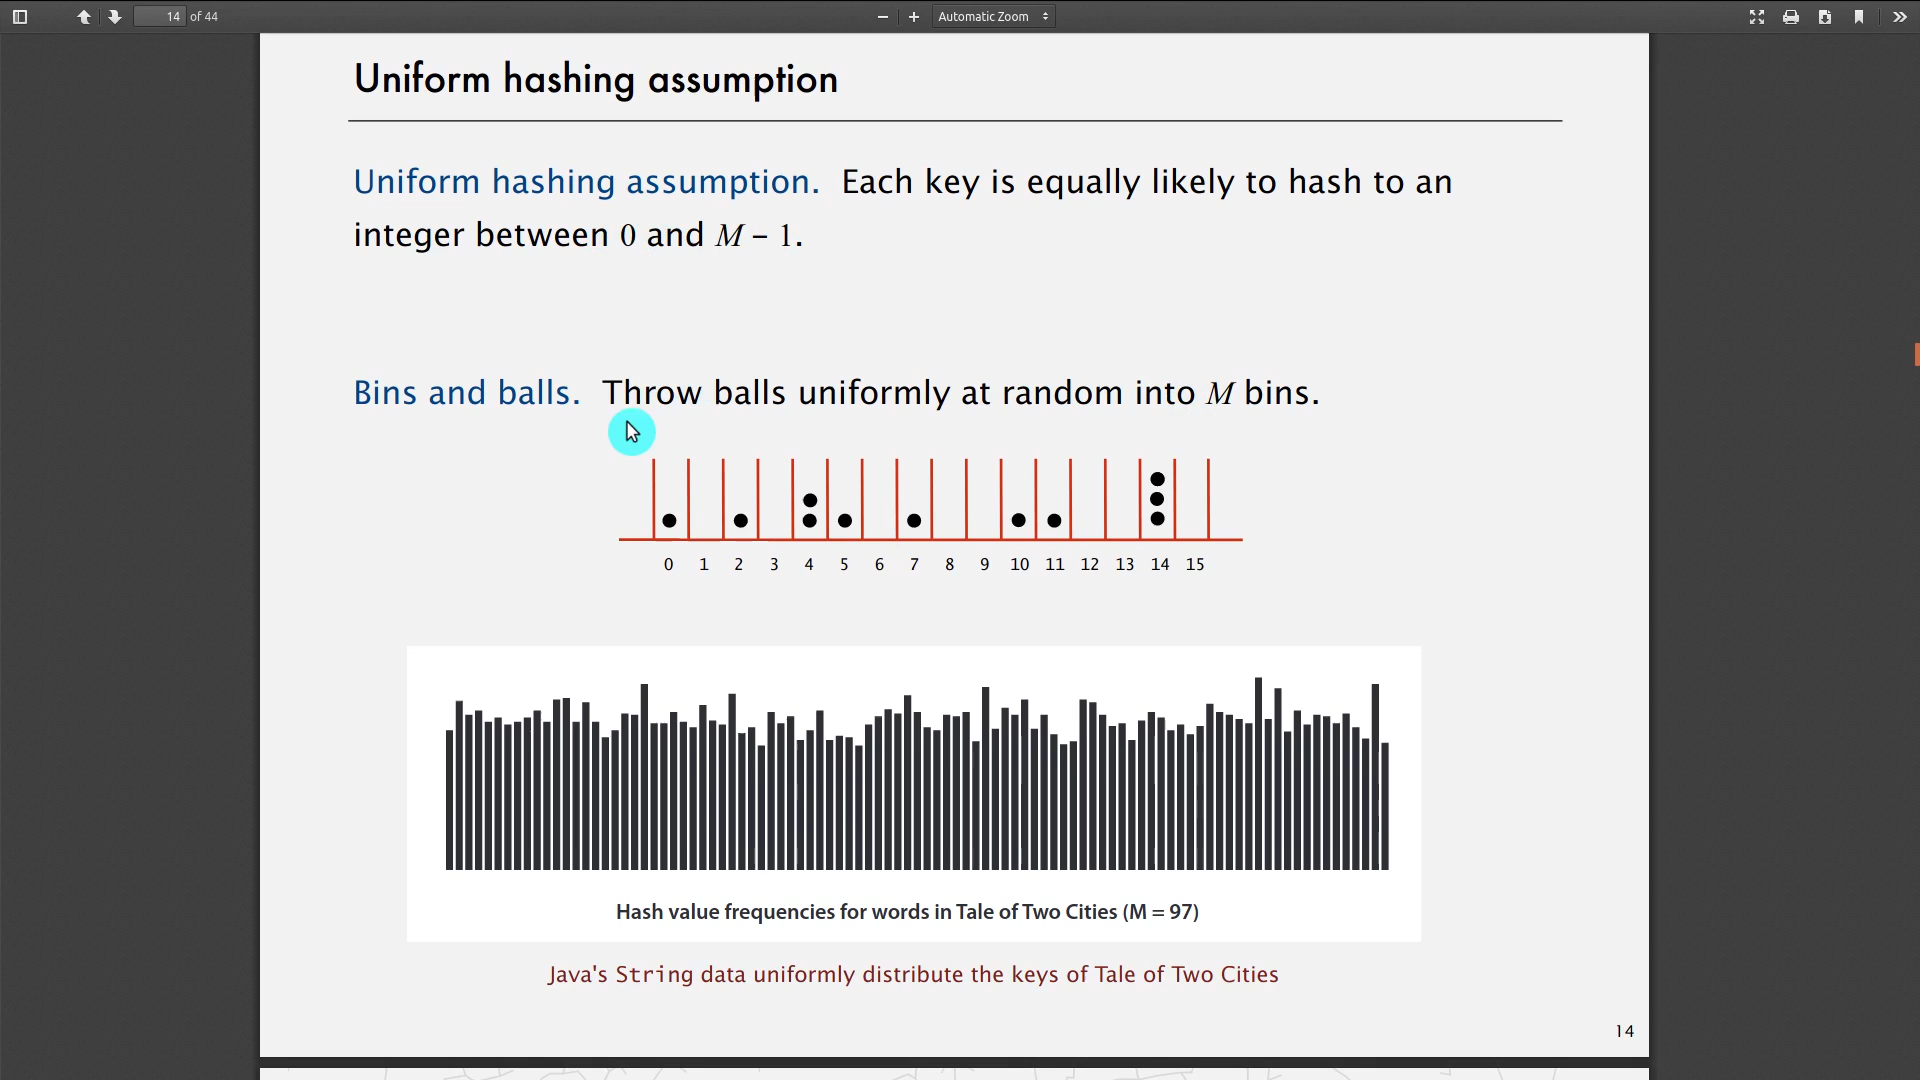 14 of 44
Automatic Zoom
Uniform hashing assumption
Uniform hashing assumption. Each key is equally likely to hash to an
integer between 0 and M – 1.
Bins and balls. Throw balls uniformly at random into M bins.
0 1 2 3 4 5 6 7 8 9 10 11 12 13 14 15
Hash value frequencies for words in Tale of Two Cities (M = 97)
Java's String data uniformly distribute the keys of Tale of Two Cities
14